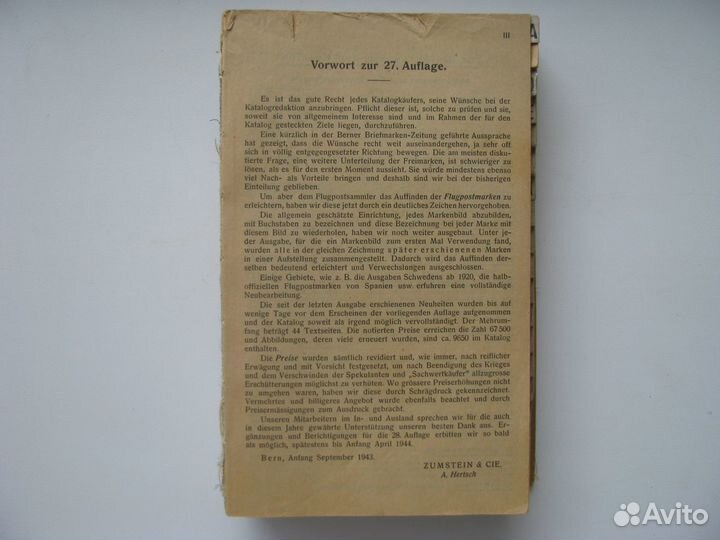 III
A
Vorwort zur 27. Auflage.
Es ist das gute Recht jedes Katalogkäufers, seine Wünsche bei der
Katalogredaktion anzubringen. Pflicht dieser ist, solche zu prüfen und sie,
soweit sie von allgemeinem Interesse sind und im Rahmen der für den
Katalog gesteckten Ziele liegen, durchzuführen.
Eine kürzlich in der Berner Briefmarken-Zeitung geführte Aussprache
hat gezeigt, dass die Wünsche recht weit auseinandergehen, ja sehr oft
sich in völlig entgegengesetzter Richtung bewegen. Die am meisten disku-
tierte Frage, eine weitere Unterteilung der Freimarken, ist schwieriger zu
lösen, als es für den ersten Moment aussieht. Sie würde mindestens ebenso
viel Nach- als Vorteile bringen und deshalb sind wir bei der bisherigen
Einteilung geblieben.
Um aber dem Flugpostsammler das Auffinden der Flugpostmarken zu
erleichtern, haben wir diese jetzt durch ein deutliches Zeichen hervorgehoben.
Die allgemein geschätzte Einrichtung, jedes Markenbild abzubilden,
mit Buchstaben zu bezeichnen und diese Bezeichnung bei jeder Marke mit
diesem Bild zu wiederholen, haben wir noch weiter ausgebaut. Unter je-
der Ausgabe, für die ein Markenbild zum ersten Mal Verwendung fand,
wurden alle in der gleichen Zeichnung später erschienenen Marken
in einer Aufstellung zusammengestellt. Dadurch wird das Auffinden der-
selben bedeutend erleichtert und Verwechslungen ausgeschlossen.
Einige Gebiete, wie z. B. die Ausgaben Schwedens ab 1920, die halb-
offiziellen Flugpostmarken von Spanien usw. erfuhren eine vollständige
Neubearbeitung.
Die seit der letzten Ausgabe erschienenen Neuheiten wurden bis auf
wenige Tage vor dem Erscheinen der vorliegenden Auflage aufgenommen
und der Katalog soweit als irgend möglich vervollständigt. Der Mehrum-
fang beträgt 44 Textseiten. Die notierten Preise erreichen die Zahl 67 500
und Abbildungen, deren viele erneuert wurden, sind ca. 9650 im Katalog
enthalten.
Die Preise wurden sämtlich revidiert und, wie immer, nach reiflicher
Erwägung und mit Vorsicht festgesetzt, um nach Beendigung des Krieges
und dem Verschwinden der Spekulanten und „Sachwertkäufer" allzugrosse
Erschütterungen möglichst zu verhüten. Wo grössere Preiserhöhungen nicht
zu umgehen waren, haben wir diese durch Schrägdruck gekennzeichnet.
Vermehrtes und billigeres Angebot wurde ebenfalls beachtet und durch
Preisermässigungen zum Ausdruck gebracht.
Unseren Mitarbeitern im In- und Ausland sprechen wir für die auch
in diesem Jahre gewährte Unterstützung unseren besten Dank aus. Er-
gänzungen und Berichtigungen für die 28. Auflage erbitten wir so bald
als möglich, spätestens bis Anfang April 1944.
Bern, Anfang September 1943.
ZUMSTEIN & CIE.
A. Hertsch
Avito